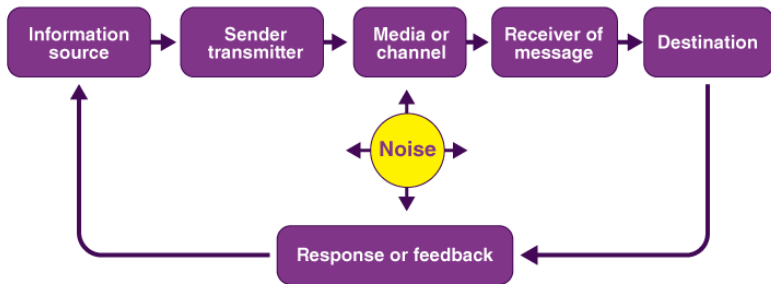 Information
source
Sender
transmitter
Media or
channel
Receiver of
message
Destination
Noise
Response or feedback